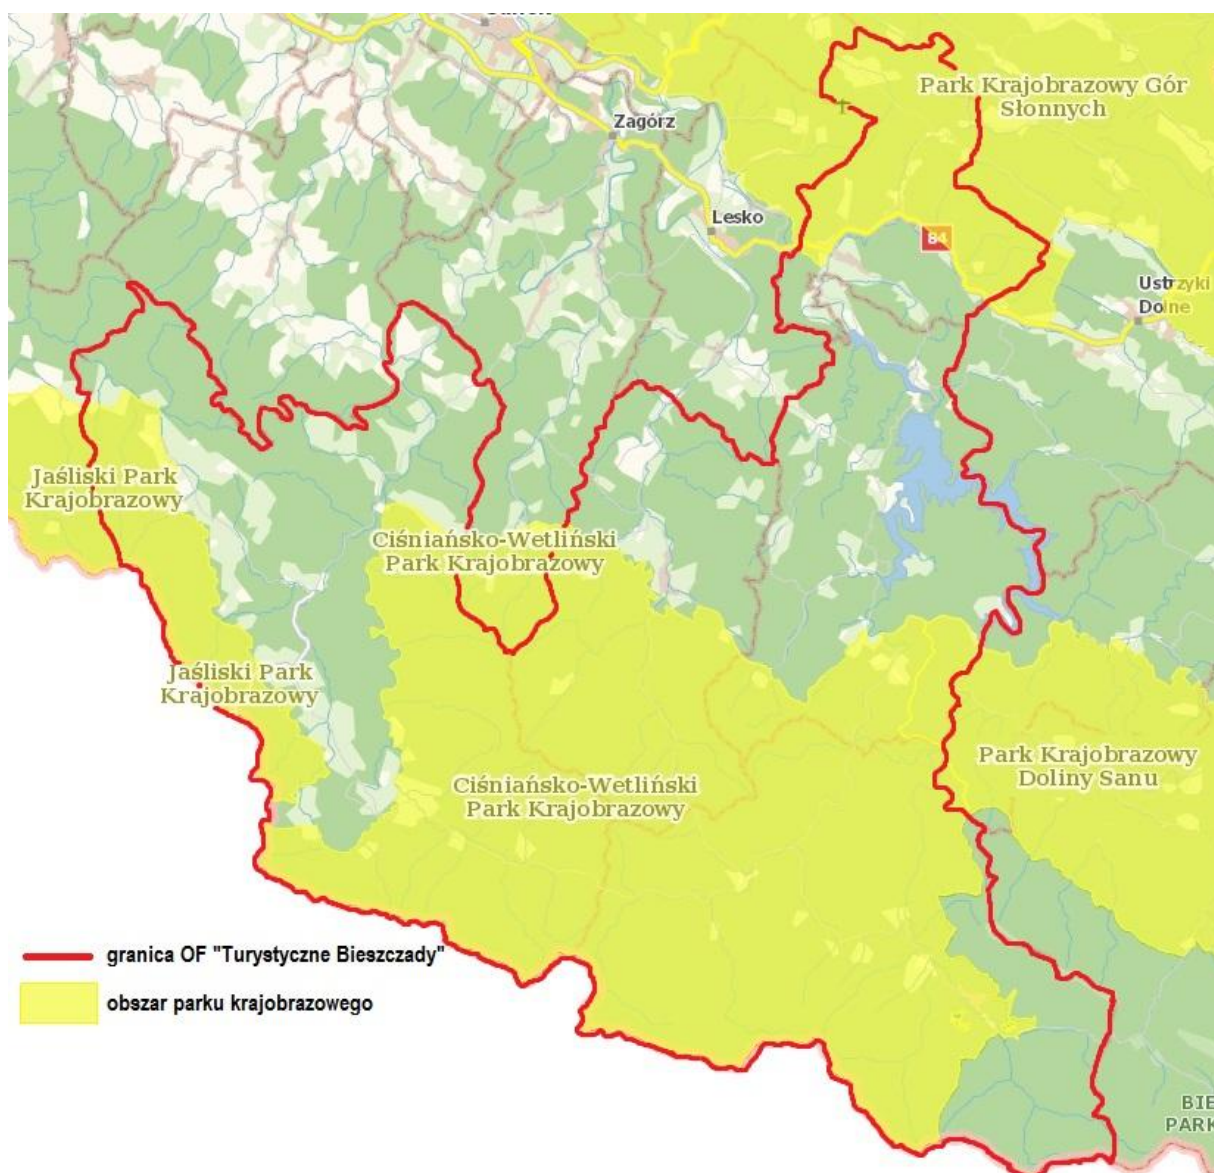 Park Krajobrazowy Gór
Słonnych
Zagórz
Lesko
84
Ustrzyki
Dolne
Jaśliski Park
Krajobrazowy
Ciśniańsko-Wetliński
Park Krajobrazowy
Jaśliski Park
Krajobrazowy
Park Krajobrazowy
Doliny Sanu
Ciśniańsko-Wetliński
Park Krajobrazowy
granica OF "Turystyczne Bieszczady"
obszar parku krajobrazowego
BIE
PARK